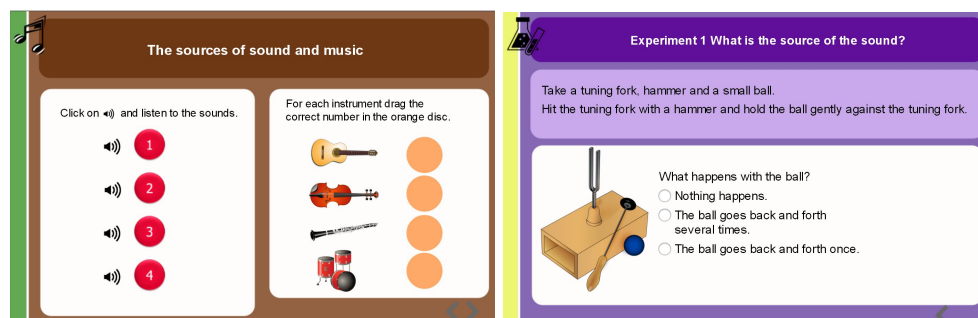 The sources of sound and music
Click on and listen to the sounds.
1
2
3
4
For each instrument drag the
correct number in the orange disc.
Experiment 1 What is the source of the sound?
Take a tuning fork, hammer and a small ball.
Hit the tuning fork with a hammer and hold the ball gently against the tuning fork.
What happens with the ball?
Nothing happens.
The ball goes back and forth
several times.
The ball goes back and forth once.